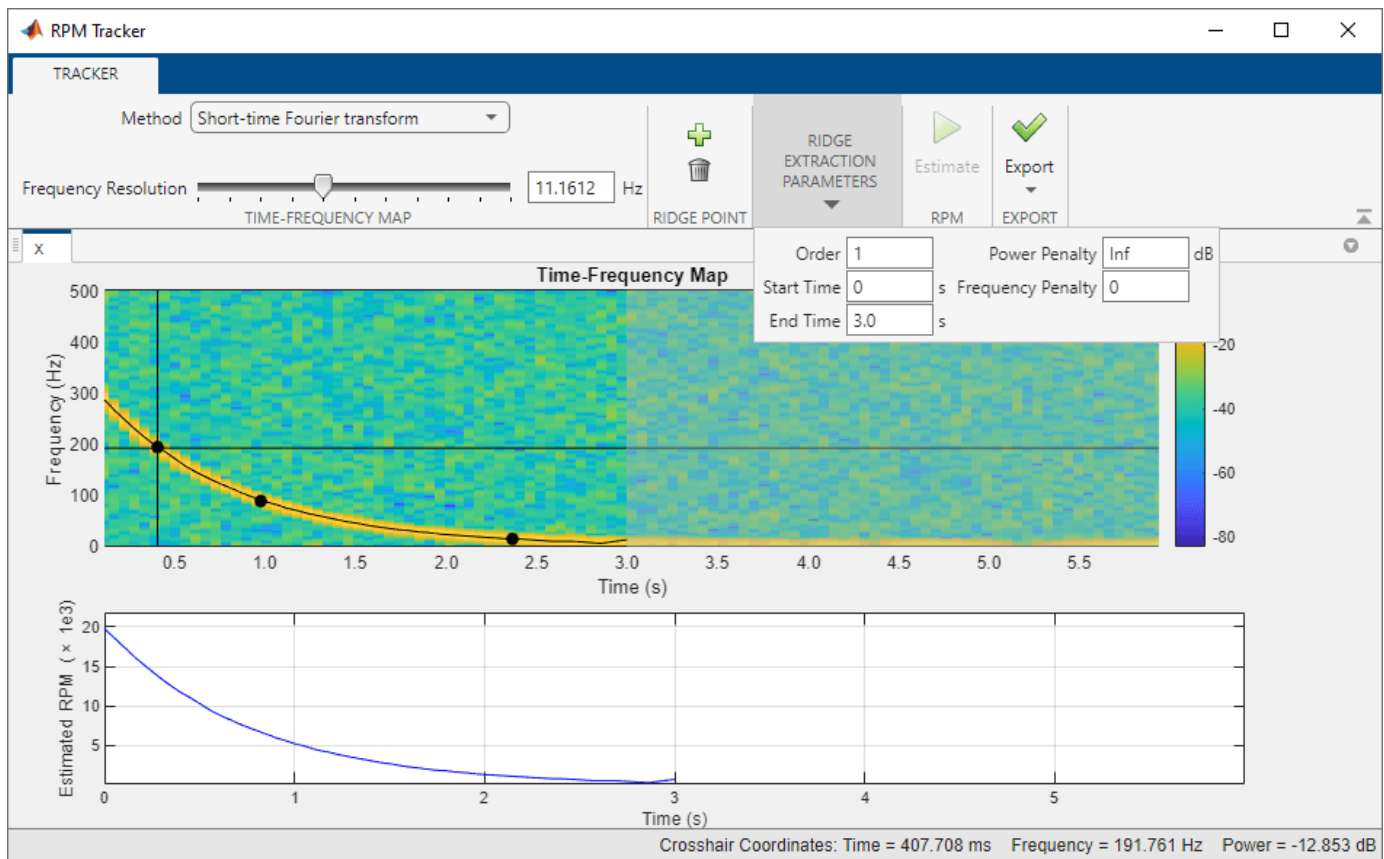 RPM Tracker
TRACKER
Method Short-time Fourier transform
Frequency Resolution 11.1612 Hz
TIME-FREQUENCY MAP
RIDGE POINT
RIDGE
EXTRACTION
PARAMETERS
Estimate
RPM
Export
EXPORT
x
Order 1 Power Penalty Inf dB
Start Time 0 s Frequency Penalty 0
End Time 3.0 s
Time-Frequency Map
Frequency (Hz)
500
400
300
200
100
0
0.5 1.0 1.5 2.0 2.5 3.0 3.5 4.0 4.5 5.0 5.5
Time (s)
-20
-40
-60
-80
Estimated RPM ( × 1e3)
20
15
10
5
0 1 2 3 4 5
Time (s)
Crosshair Coordinates: Time = 407.708 ms Frequency = 191.761 Hz Power = -12.853 dB